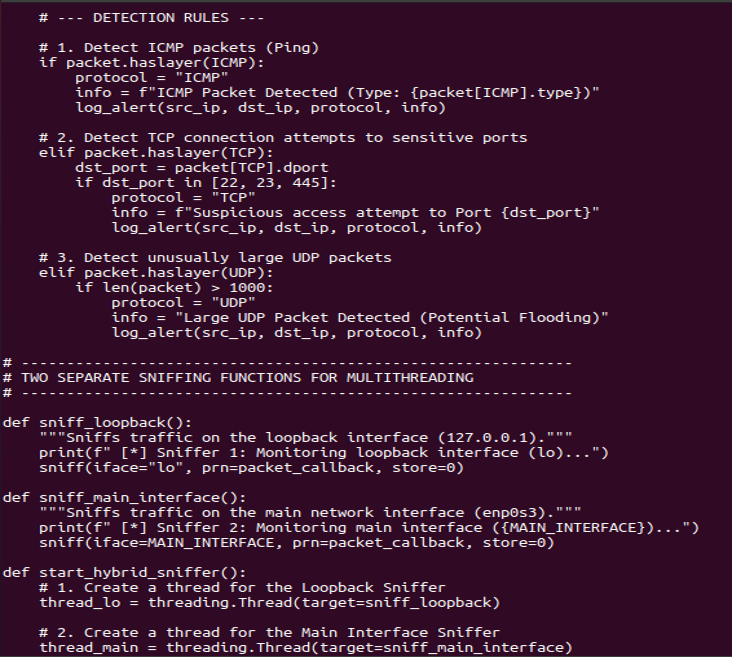 # --- DETECTION RULES ---

    # 1. Detect ICMP packets (Ping)
    if packet.haslayer(ICMP):
        protocol = "ICMP"
        info = f"ICMP Packet Detected (Type: {packet[ICMP].type})"
        log_alert(src_ip, dst_ip, protocol, info)

    # 2. Detect TCP connection attempts to sensitive ports
    elif packet.haslayer(TCP):
        dst_port = packet[TCP].dport
        if dst_port in [22, 23, 445]:
            protocol = "TCP"
            info = f"Suspicious access attempt to Port {dst_port}"
            log_alert(src_ip, dst_ip, protocol, info)

    # 3. Detect unusually large UDP packets
    elif packet.haslayer(UDP):
        if len(packet) > 1000:
            protocol = "UDP"
            info = "Large UDP Packet Detected (Potential Flooding)"
            log_alert(src_ip, dst_ip, protocol, info)

# -------------------------------------------------------------
# TWO SEPARATE SNIFFING FUNCTIONS FOR MULTITHREADING
# -------------------------------------------------------------

def sniff_loopback():
    """Sniffs traffic on the loopback interface (127.0.0.1)."""
    print(f" [*] Sniffer 1: Monitoring loopback interface (lo)...")
    sniff(iface="lo", prn=packet_callback, store=0)

def sniff_main_interface():
    """Sniffs traffic on the main network interface (enp0s3)."""
    print(f" [*] Sniffer 2: Monitoring main interface ({MAIN_INTERFACE})...")
    sniff(iface=MAIN_INTERFACE, prn=packet_callback, store=0)

def start_hybrid_sniffer():
    # 1. Create a thread for the Loopback Sniffer
    thread_lo = threading.Thread(target=sniff_loopback)

    # 2. Create a thread for the Main Interface Sniffer
    thread_main = threading.Thread(target=sniff_main_interface)